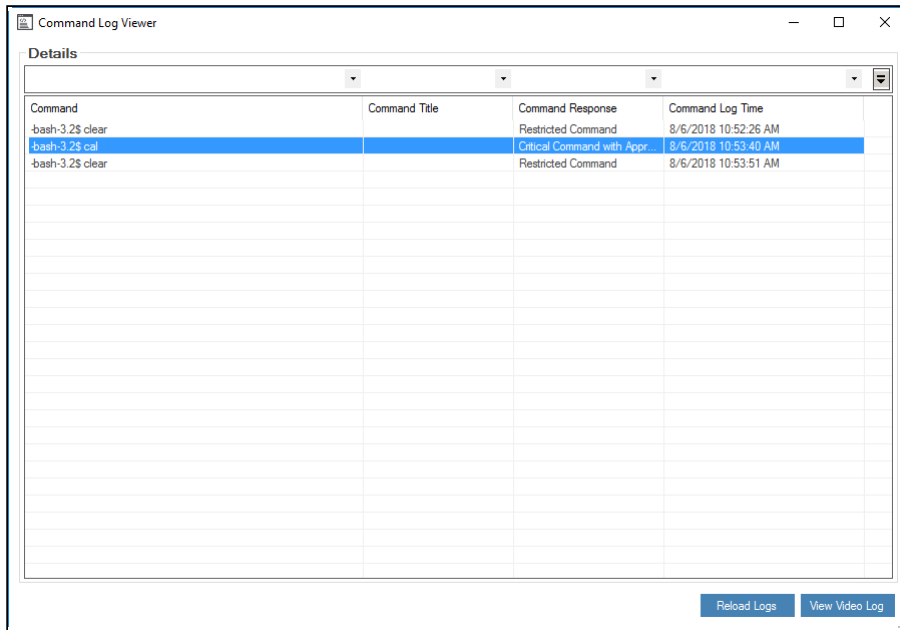 Command Log Viewer
Details
Command Command Title Command Response Command Log Time
-bash-3.2$ clear Restricted Command 8/6/2018 10:52:26 AM
-bash-3.2$ cal Critical Command with Appr... 8/6/2018 10:53:40 AM
-bash-3.2$ clear Restricted Command 8/6/2018 10:53:51 AM
Reload Logs View Video Log